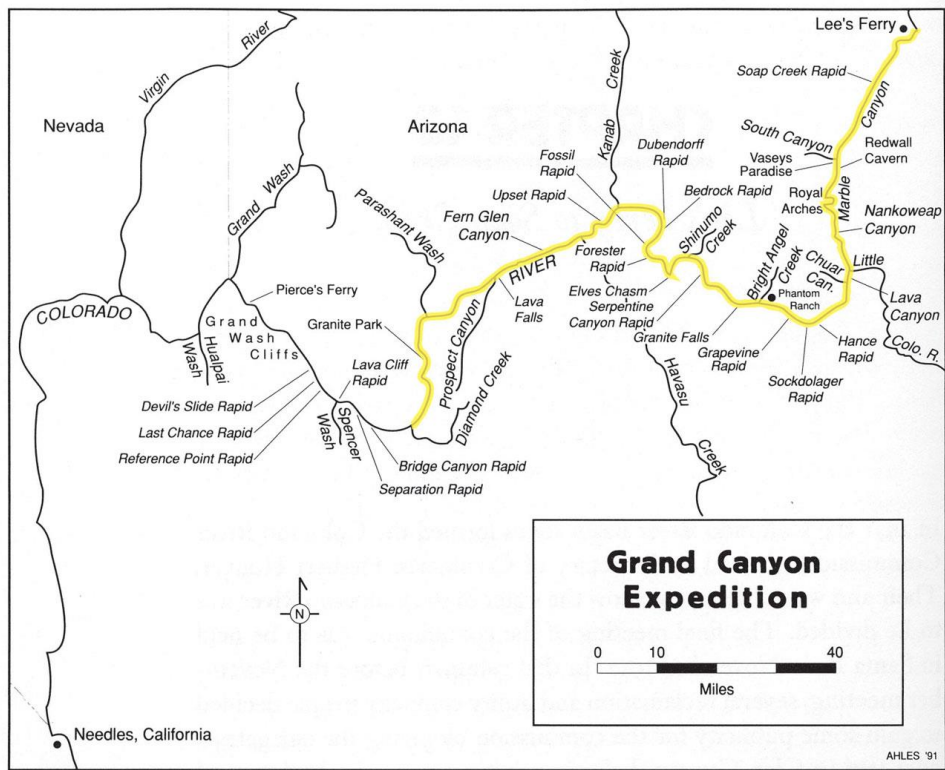 Lee's Ferry
Soap Creek Rapid
Canyon
Marble
South Canyon
Vaseys
Paradise
Redwall
Cavern
Royal
Arches
Nankoweap
Canyon
Little
Chuar
Can.
Lava
Canyon
Colo. R.
Hance
Rapid
Sockdolager
Rapid
Grapevine
Rapid
Phantom
Ranch
Bright Angel
Creek
Granite Falls
Shinumo
Creek
Serpentine
Canyon Rapid
Elves Chasm
Forester
Rapid
Bedrock Rapid
Dubendorff
Rapid
Kanab
Creek
Fossil
Rapid
Upset Rapid
Fern Glen
Canyon
RIVER
Havasu
Creek
Lava
Falls
Prospect Canyon
Parashant Wash
Granite Park
Diamond Creek
Bridge Canyon Rapid
Separation Rapid
Spencer
Wash
Lava Cliff
Rapid
Reference Point Rapid
Last Chance Rapid
Devil's Slide Rapid
Grand
Wash
Cliffs
Pierce's Ferry
Grand Wash
Hualpai
Wash
COLORADO
Virgin River
Nevada
Arizona
Needles, California
N
Grand Canyon
Expedition
0 10 20 40
Miles
AHLES '91